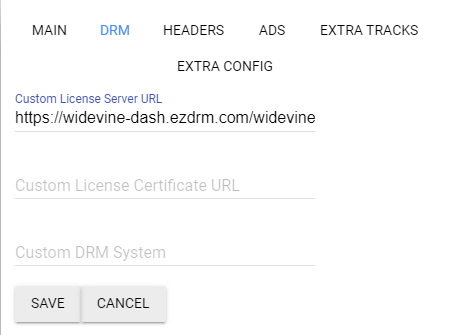 MAIN DRM HEADERS ADS EXTRA TRACKS
EXTRA CONFIG
Custom License Server URL
https://widevine-dash.ezdrm.com/widevine
Custom License Certificate URL
Custom DRM System
SAVE CANCEL